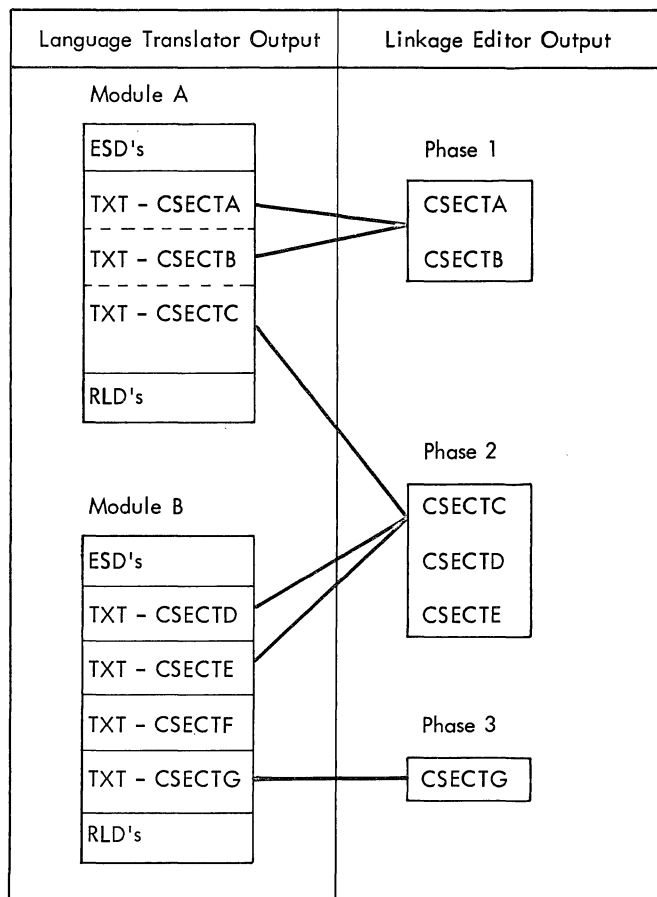 Language Translator Output
Linkage Editor Output
Module A
ESD's
TXT - CSECTA
TXT - CSECTB
TXT - CSECTC
RLD's
Module B
ESD's
TXT - CSECTD
TXT - CSECTE
TXT - CSECTF
TXT - CSECTG
RLD's
Phase 1
CSECTA
CSECTB
Phase 2
CSECTC
CSECTD
CSECTE
Phase 3
CSECTG